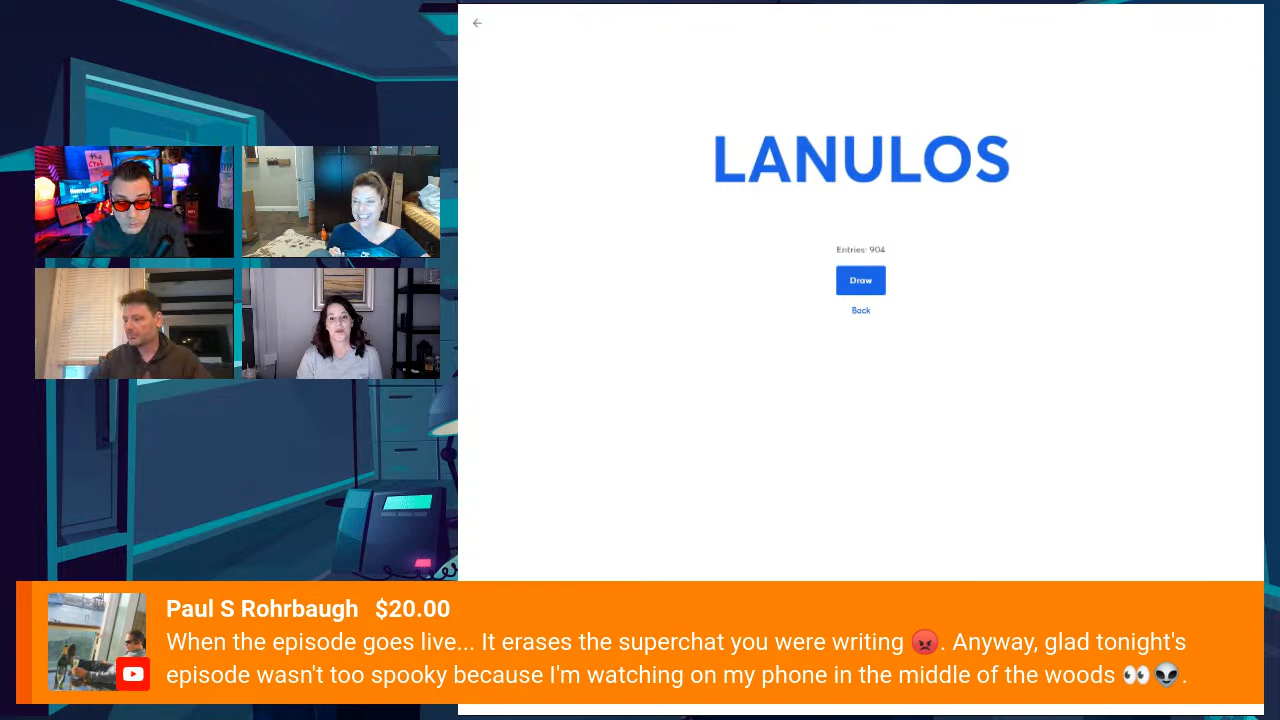 LANULOS
Entries: 904
Draw
Back
the
Paul S Rohrbaugh $20.00
When the episode goes live... It erases the superchat you were writing 😡. Anyway, glad tonight's
episode wasn't too spooky because I'm watching on my phone in the middle of the woods 👀👽.